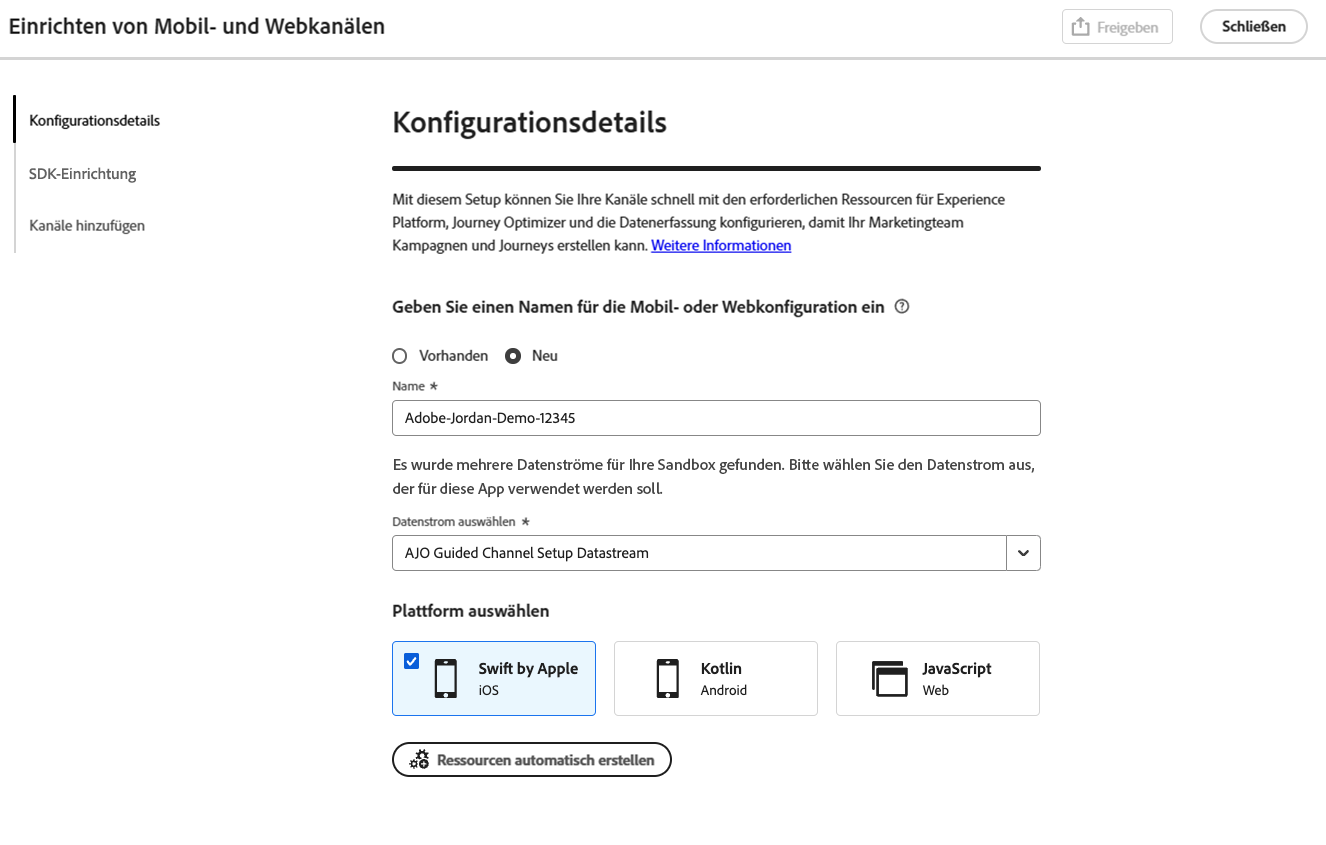 Einrichten von Mobil- und Webkanälen
Freigeben
Schließen
Konfigurationsdetails
SDK-Einrichtung
Kanäle hinzufügen
Konfigurationsdetails
Mit diesem Setup können Sie Ihre Kanäle schnell mit den erforderlichen Ressourcen für Experience
Platform, Journey Optimizer und die Datenerfassung konfigurieren, damit Ihr Marketingteam
Kampagnen und Journeys erstellen kann. Weitere Informationen
Geben Sie einen Namen für die Mobil- oder Webkonfiguration ein
Vorhanden
Neu
Name *
Adobe-Jordan-Demo-12345
Es wurde mehrere Datenströme für Ihre Sandbox gefunden. Bitte wählen Sie den Datenstrom aus,
der für diese App verwendet werden soll.
Datenstrom auswählen *
AJO Guided Channel Setup Datastream
Plattform auswählen
Swift by Apple
iOS
Kotlin
Android
JavaScript
Web
Ressourcen automatisch erstellen